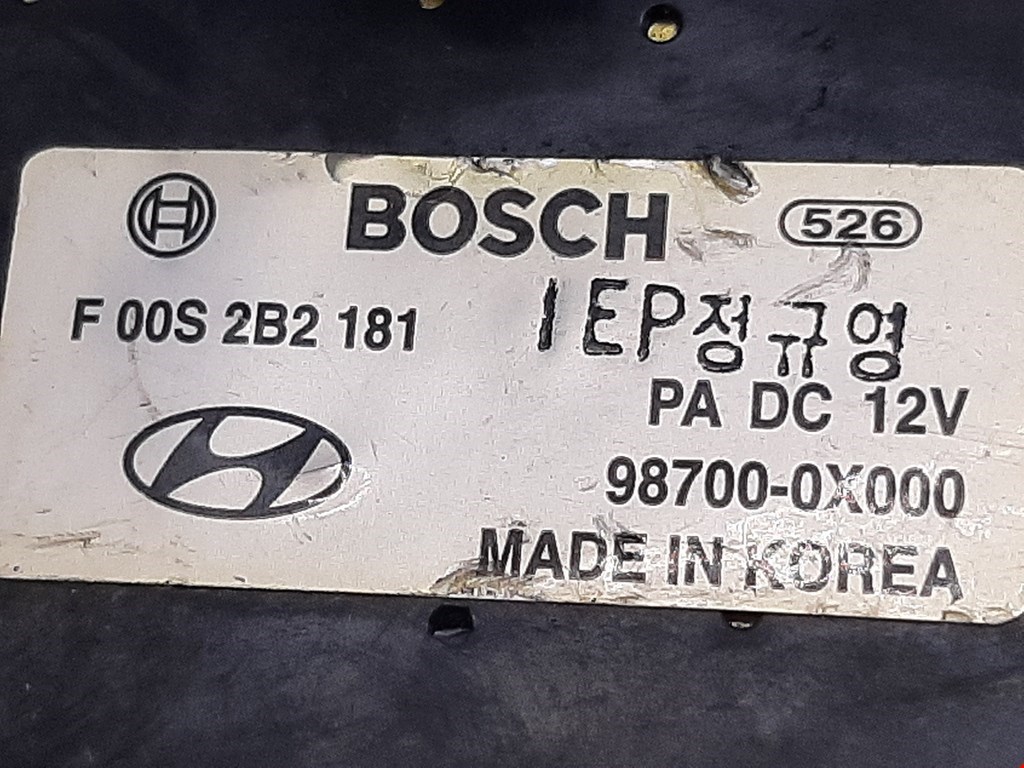 BOSCH 526
F 00S 2B2 181 IEP정규영
PA DC 12V
98700-0X000
MADE IN KOREA